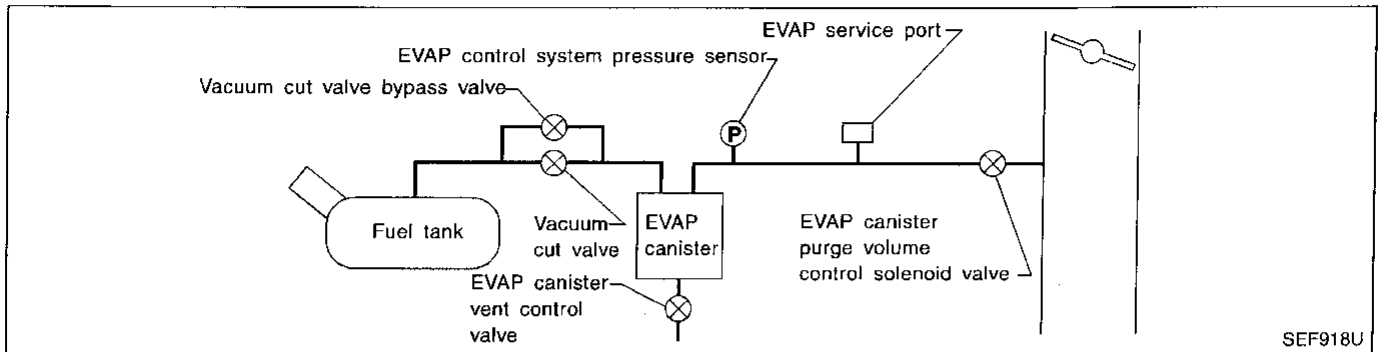 EVAP service port
EVAP control system pressure sensor
Vacuum cut valve bypass valve
P
Fuel tank
Vacuum
cut valve
EVAP
canister
EVAP canister
purge volume
control solenoid valve
EVAP canister
vent control
valve
SEF918U